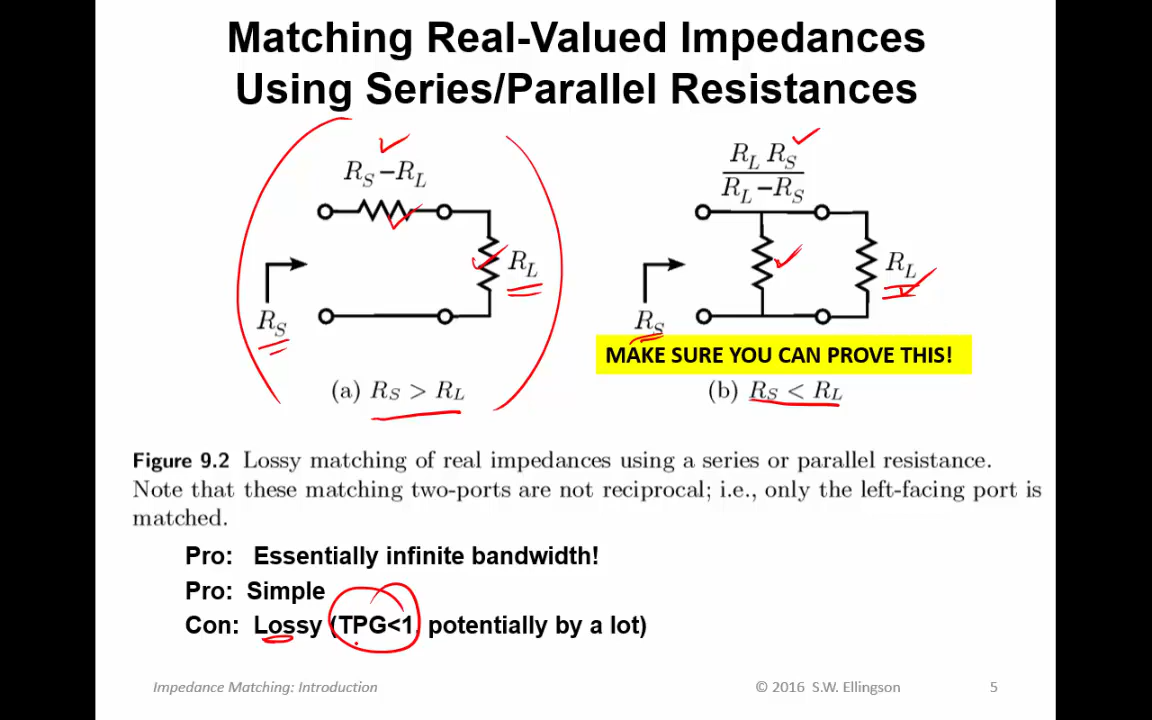 Matching Real-Valued Impedances
Using Series/Parallel Resistances
R_S − R_L
R_L
R_S
(a) R_S > R_L
R_L R_S
R_L − R_S
R_L
R_S
MAKE SURE YOU CAN PROVE THIS!
(b) R_S < R_L
Figure 9.2 Lossy matching of real impedances using a series or parallel resistance.
Note that these matching two-ports are not reciprocal; i.e., only the left-facing port is
matched.
Pro: Essentially infinite bandwidth!
Pro: Simple
Con: Lossy (TPG<1, potentially by a lot)
Impedance Matching: Introduction
© 2016 S.W. Ellingson
5